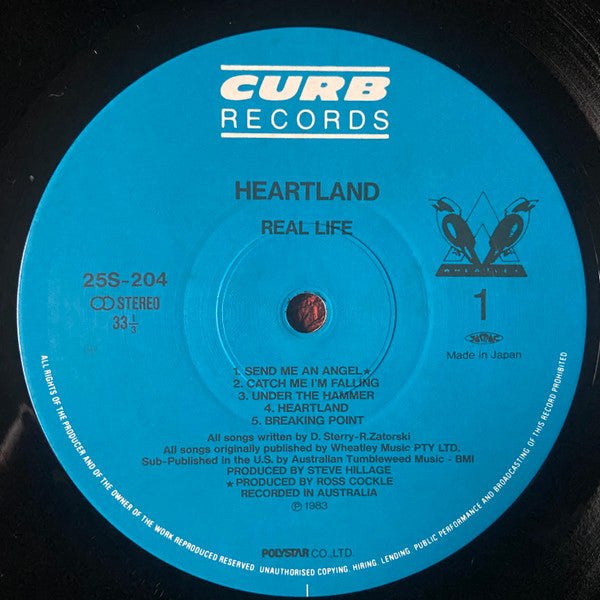 CURB
RECORDS
HEARTLAND
REAL LIFE
25S-204
STEREO
33 1/3
WHEATLEY
1
JASRAC
Made in Japan
1. SEND ME AN ANGEL★
2. CATCH ME I'M FALLING
3. UNDER THE HAMMER
4. HEARTLAND
5. BREAKING POINT
All songs written by D. Sterry-R.Zatorski
All songs originally published by Wheatley Music PTY LTD.
Sub-Published in the U.S. by Australian Tumbleweed Music - BMI
PRODUCED BY STEVE HILLAGE
★ PRODUCED BY ROSS COCKLE
RECORDED IN AUSTRALIA
℗ 1983
POLYSTAR CO., LTD.
ALL RIGHTS OF THE PRODUCER AND OF THE OWNER OF THE WORK REPRODUCED RESERVED. UNAUTHORISED COPYING. HIRING. LENDING. PUBLIC PERFORMANCE AND BROADCASTING OF THIS RECORD PROHIBITED